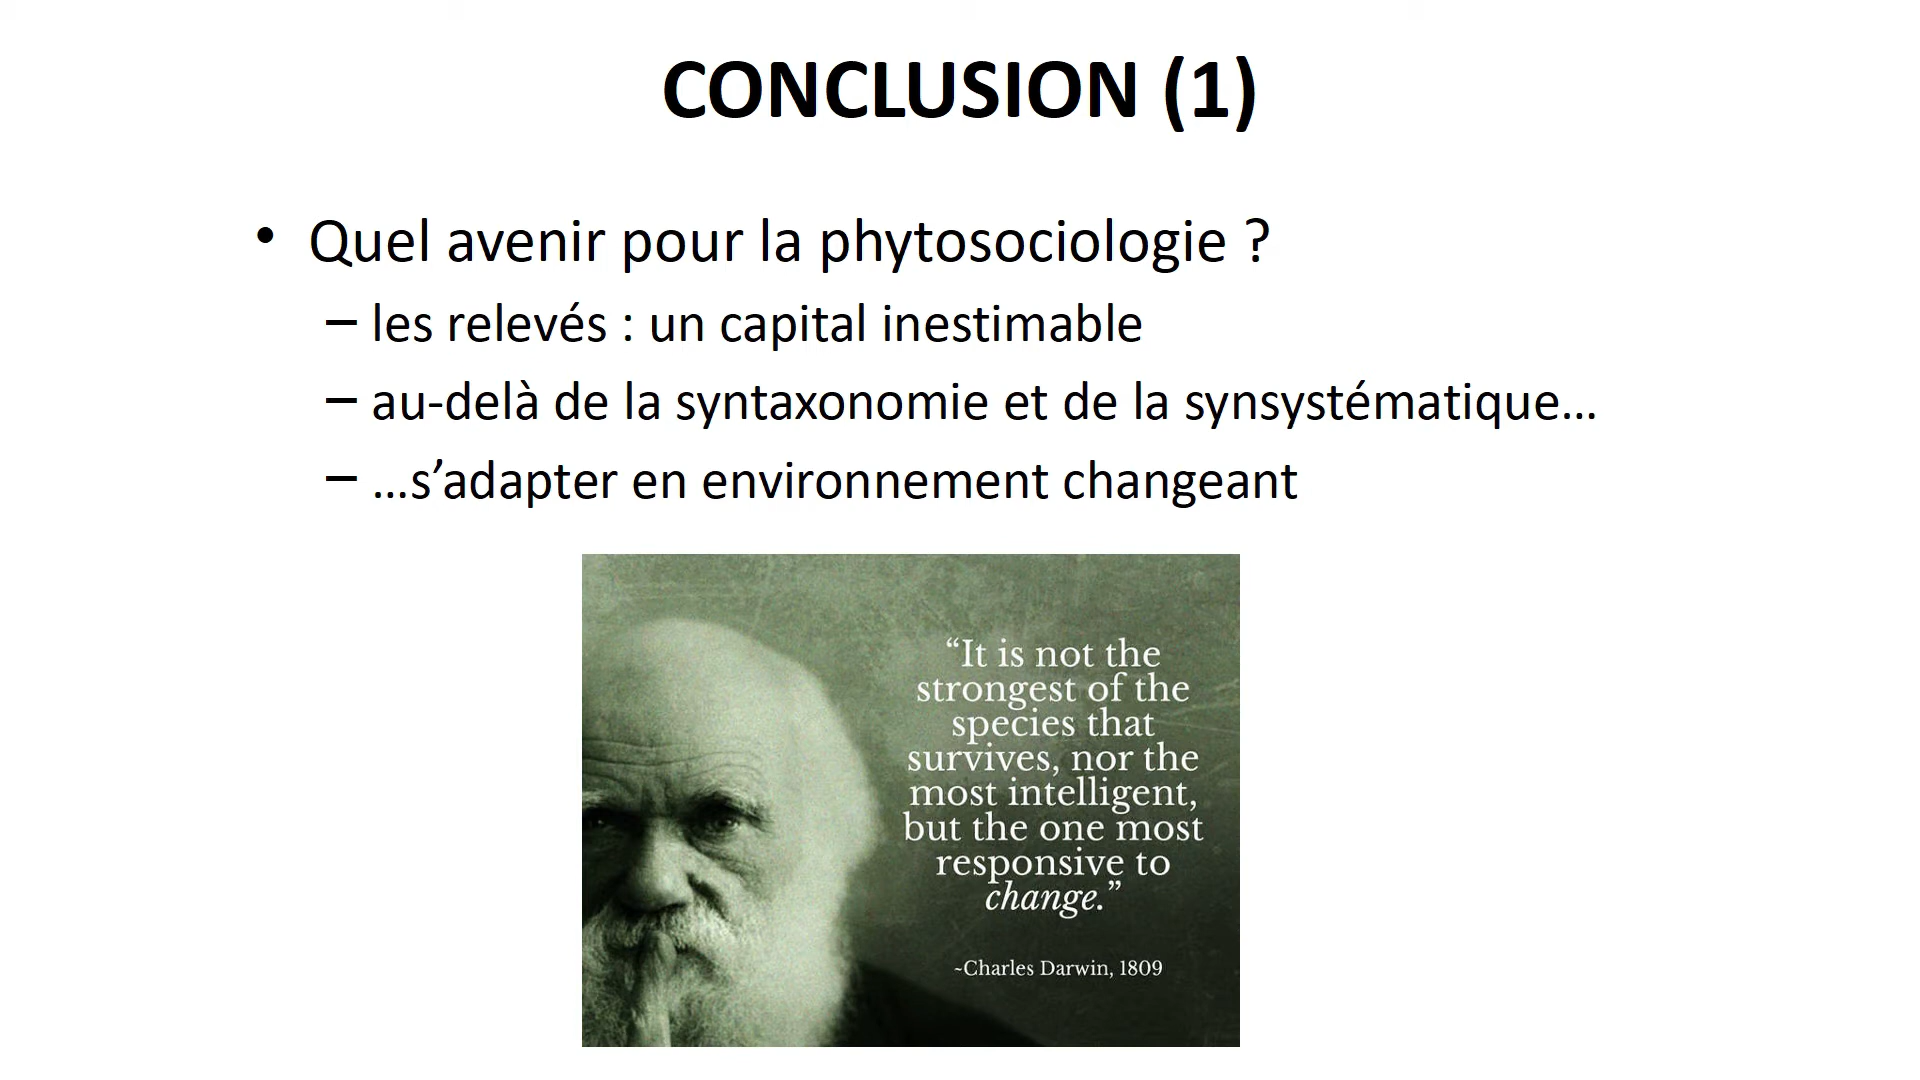 CONCLUSION (1)
• Quel avenir pour la phytosociologie ?
– les relevés : un capital inestimable
– au-delà de la syntaxonomie et de la synsystématique…
– …s’adapter en environnement changeant
“It is not the
strongest of the
species that
survives, nor the
most intelligent,
but the one most
responsive to
change.”
~Charles Darwin, 1809